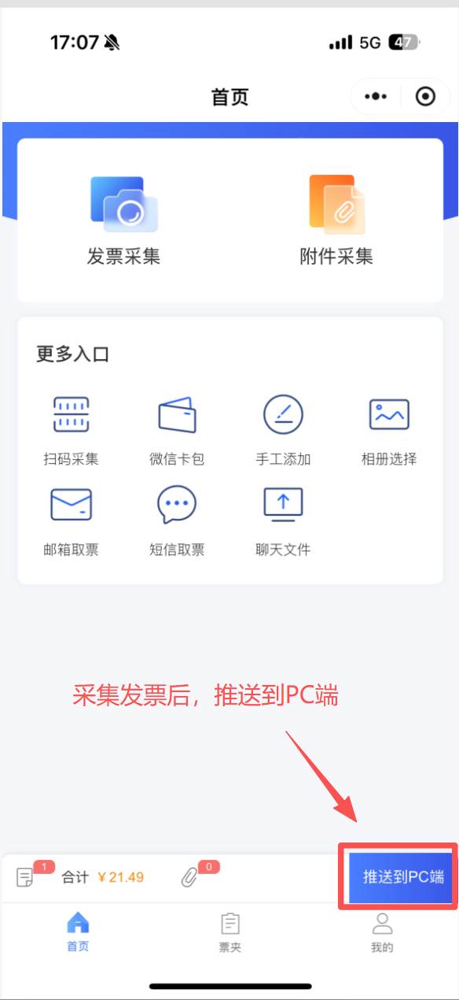 17:07 5G 47
首页
发票采集 附件采集
更多入口
扫码采集 微信卡包 手工添加 相册选择
邮箱取票 短信取票 聊天文件
采集发票后，推送到PC端
1 合计 ￥21.49 0 推送到PC端
首页 票夹 我的